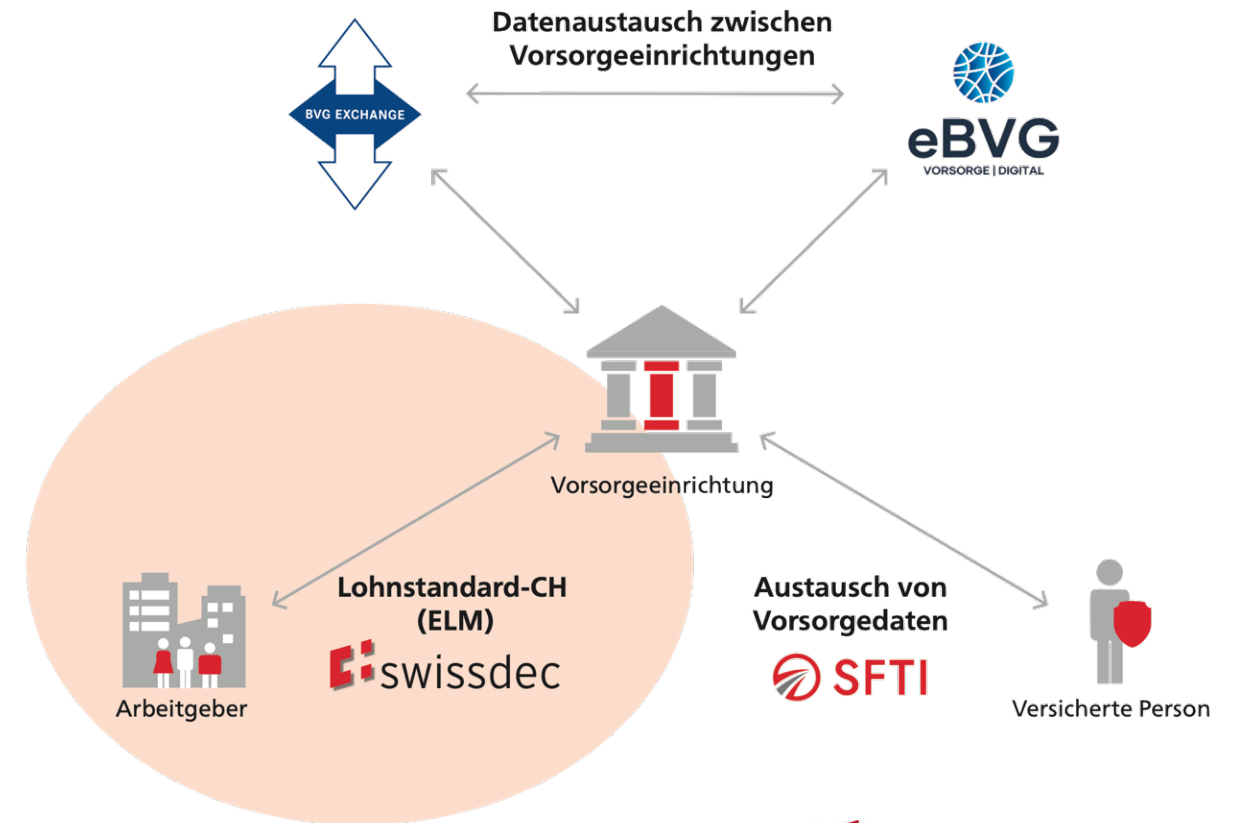 Datenaustausch zwischen
Vorsorgeeinrichtungen
BVG EXCHANGE
eBVG
VORSORGE | DIGITAL
Vorsorgeeinrichtung
Lohnstandard-CH
(ELM)
swissdec
Arbeitgeber
Austausch von
Vorsorgedaten
SFTI
Versicherte Person